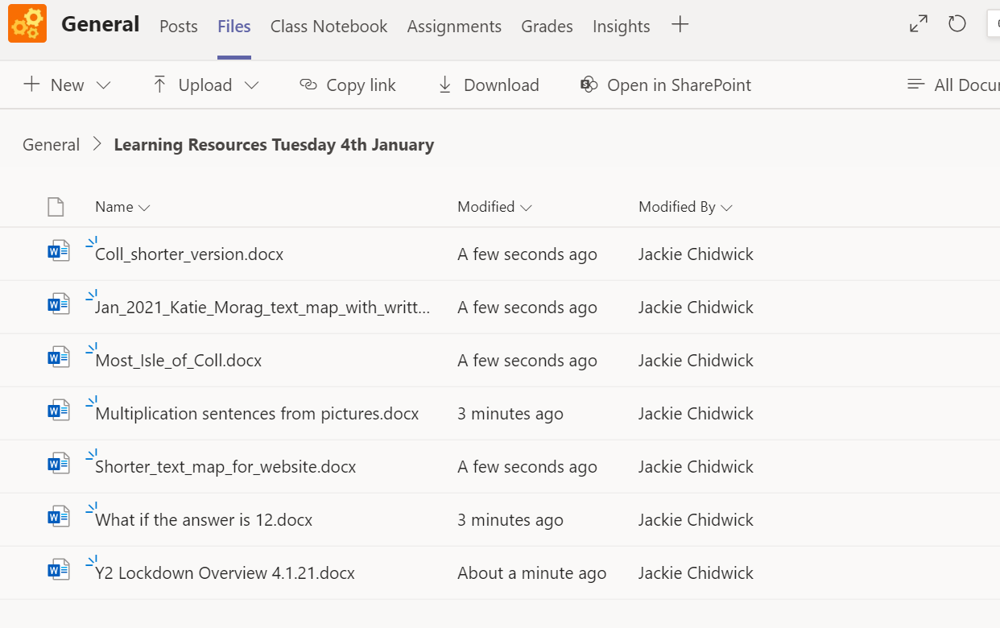 General Posts Files Class Notebook Assignments Grades Insights
New Upload Copy link Download Open in SharePoint All Docu
General > Learning Resources Tuesday 4th January
Name Modified Modified By
Coll_shorter_version.docx A few seconds ago Jackie Chidwick
Jan_2021_Katie_Morag_text_map_with_writt... A few seconds ago Jackie Chidwick
Most_Isle_of_Coll.docx A few seconds ago Jackie Chidwick
Multiplication sentences from pictures.docx 3 minutes ago Jackie Chidwick
Shorter_text_map_for_website.docx A few seconds ago Jackie Chidwick
What if the answer is 12.docx 3 minutes ago Jackie Chidwick
Y2 Lockdown Overview 4.1.21.docx About a minute ago Jackie Chidwick